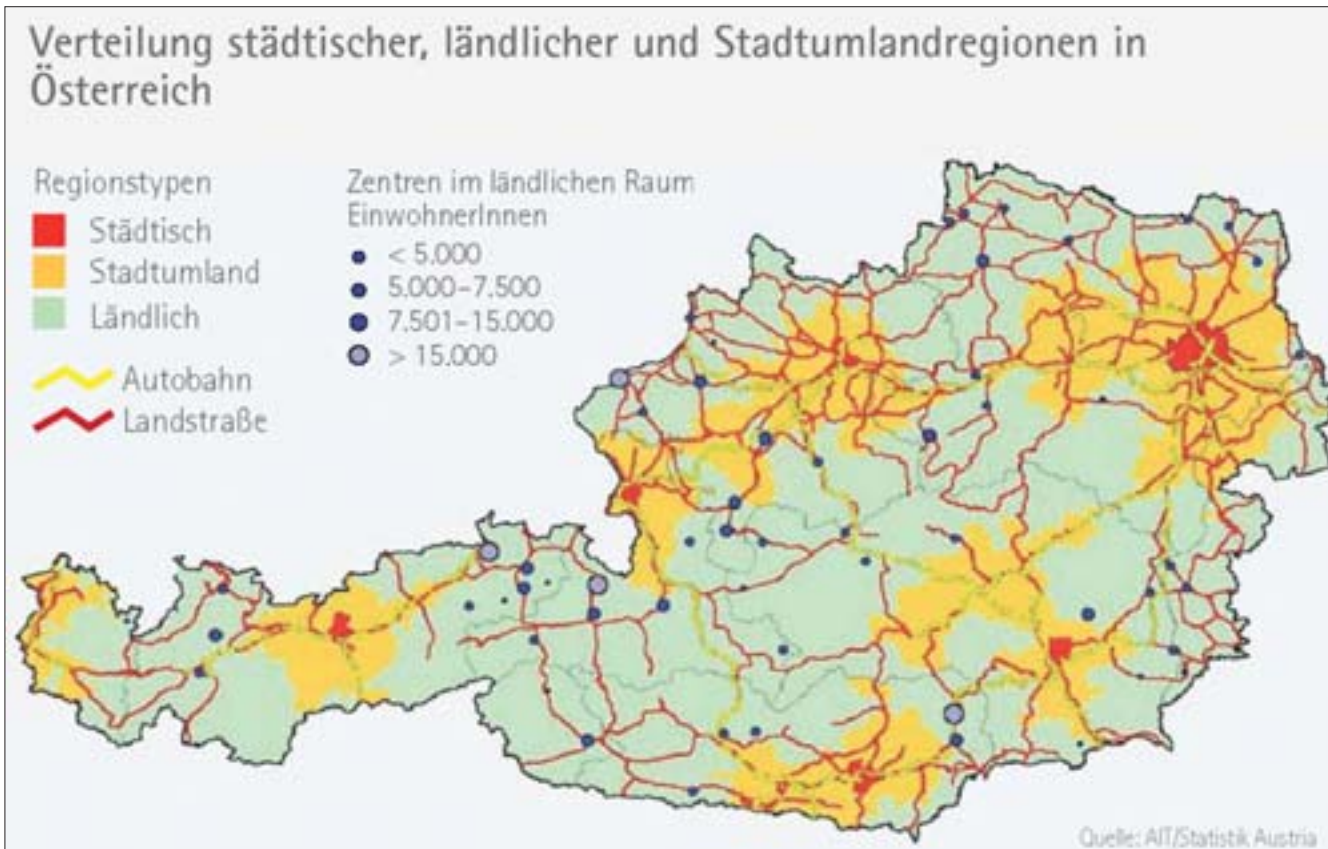 Verteilung städtischer, ländlicher und Stadtumlandregionen in
Österreich
Regionstypen
Städtisch
Stadtumland
Ländlich
Autobahn
Landstraße
Zentren im ländlichen Raum
EinwohnerInnen
< 5.000
5.000–7.500
7.501–15.000
> 15.000
Quelle: AIT/Statistik Austria